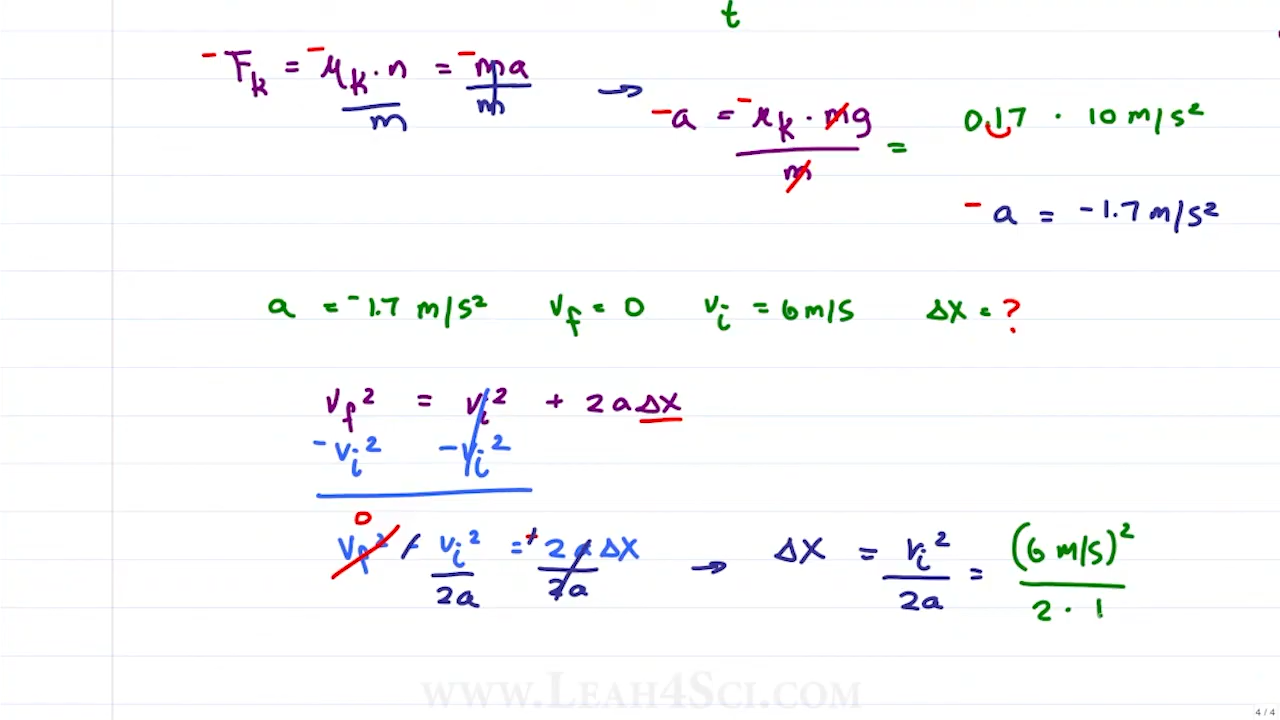 t
-Fk = -μk · n / m = -ma / m →
-a = -μk · mg / m = 0.17 · 10 m/s²
-a = -1.7 m/s²
a = -1.7 m/s² vf = 0 vi = 6 m/s Δx = ?
vf² = vi² + 2aΔx
-vi² -vi²
0
vf² - vi² / 2a = + 2aΔx / 2a → Δx = vi² / 2a = (6 m/s)² / 2 · 1
www.Leah4Sci.com
4 / 4